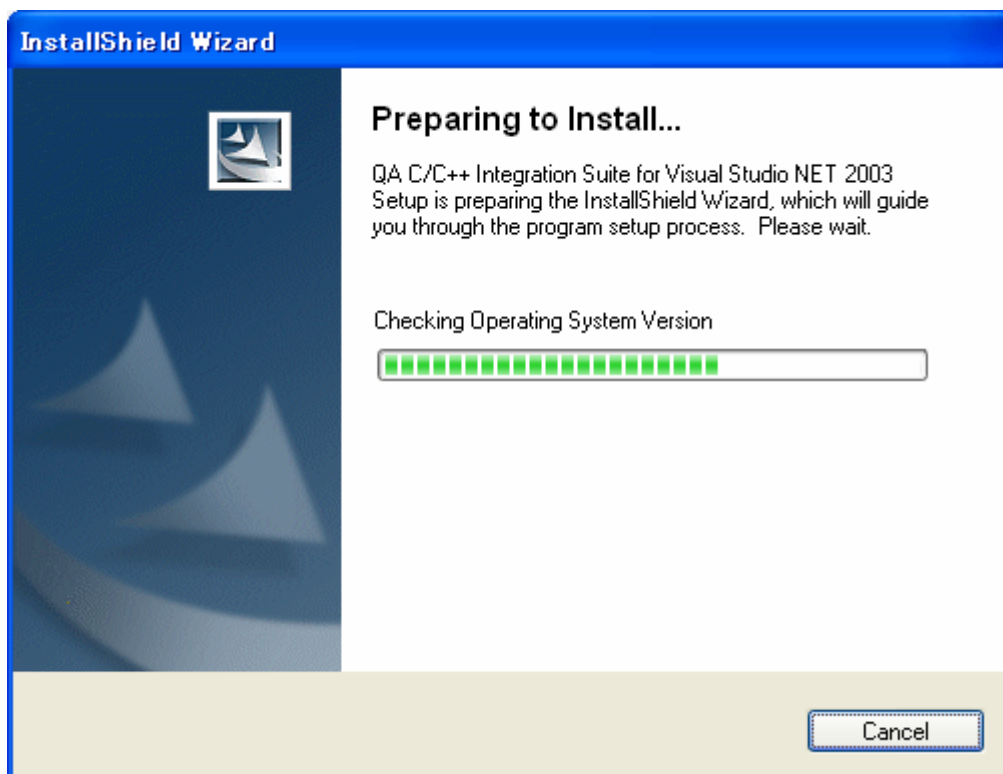 InstallShield Wizard
Preparing to Install...
QA C/C++ Integration Suite for Visual Studio NET 2003
Setup is preparing the InstallShield Wizard, which will guide
you through the program setup process.  Please wait.
Checking Operating System Version
Cancel